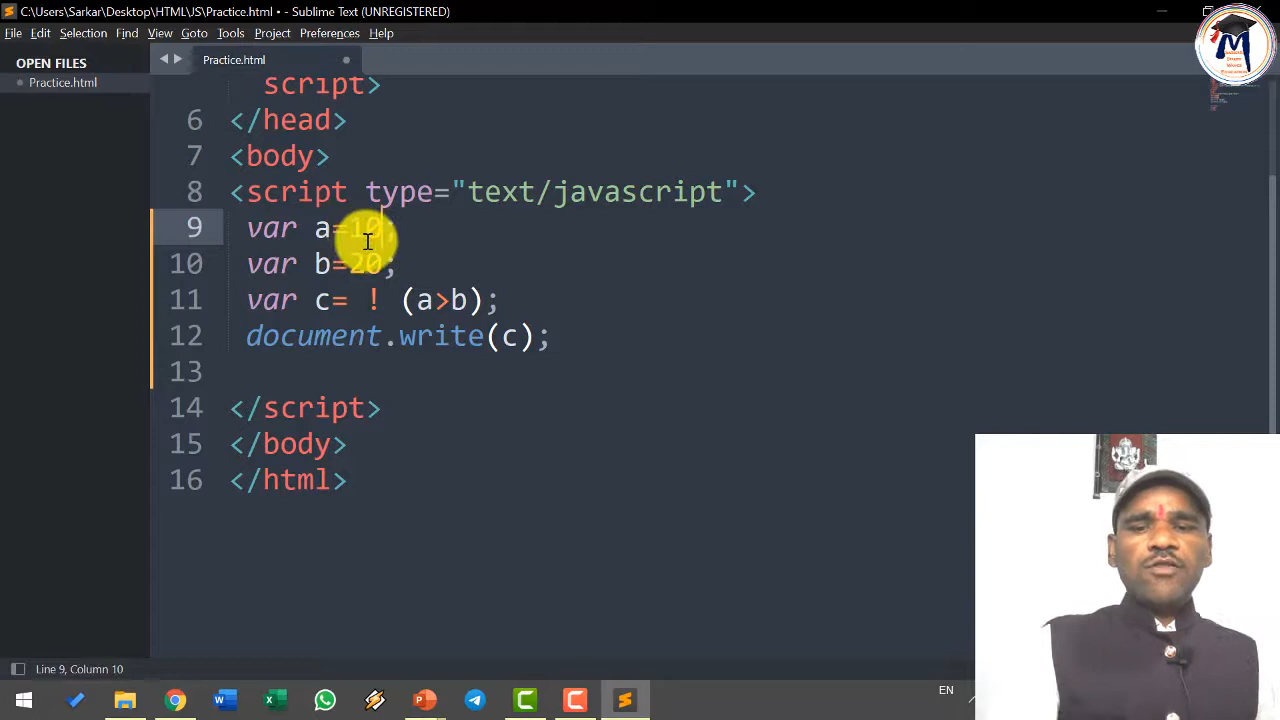 C:\Users\Sarkar\Desktop\HTML\JS\Practice.html • - Sublime Text (UNREGISTERED)
File Edit Selection Find View Goto Tools Project Preferences Help
OPEN FILES
Practice.html
Practice.html
script>
6 </head>
7 <body>
8 <script type="text/javascript">
9 var a=10;
10 var b=20;
11 var c= ! (a>b);
12 document.write(c);
13
14 </script>
15 </body>
16 </html>
M
Line 9, Column 10
EN